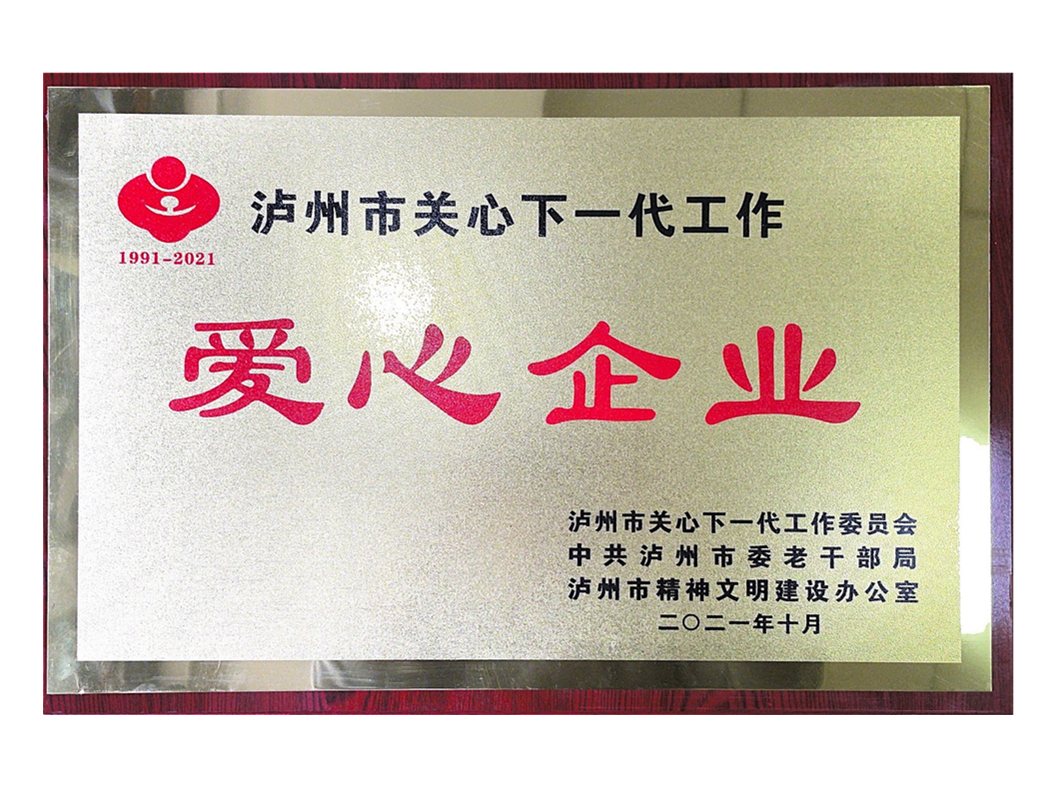 泸州市关心下一代工作
1991-2021
爱心企业
泸州市关心下一代工作委员会
中共泸州市委老干部局
泸州市精神文明建设办公室
二〇二一年十月